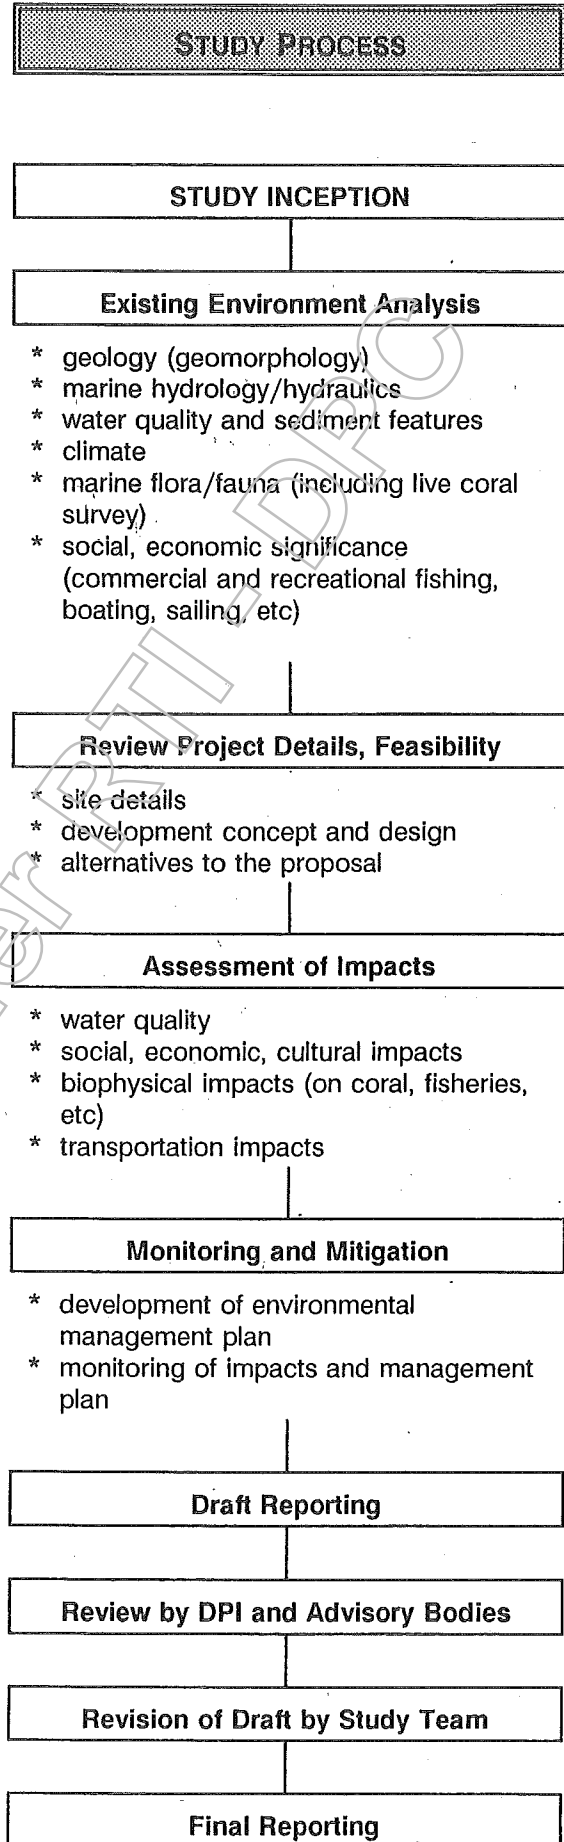 STUDY PROCESS
STUDY INCEPTION
Existing Environment Analysis
* geology (geomorphology)
* marine hydrology/hydraulics
* water quality and sediment features
* climate
* marine flora/fauna (including live coral
survey)
* social, economic significance
(commercial and recreational fishing,
boating, sailing, etc)
Review Project Details, Feasibility
* site details
* development concept and design
* alternatives to the proposal
Assessment of Impacts
* water quality
* social, economic, cultural impacts
* biophysical impacts (on coral, fisheries,
etc)
* transportation impacts
Monitoring and Mitigation
* development of environmental
management plan
* monitoring of impacts and management
plan
Draft Reporting
Review by DPI and Advisory Bodies
Revision of Draft by Study Team
Final Reporting
RTI - DPC